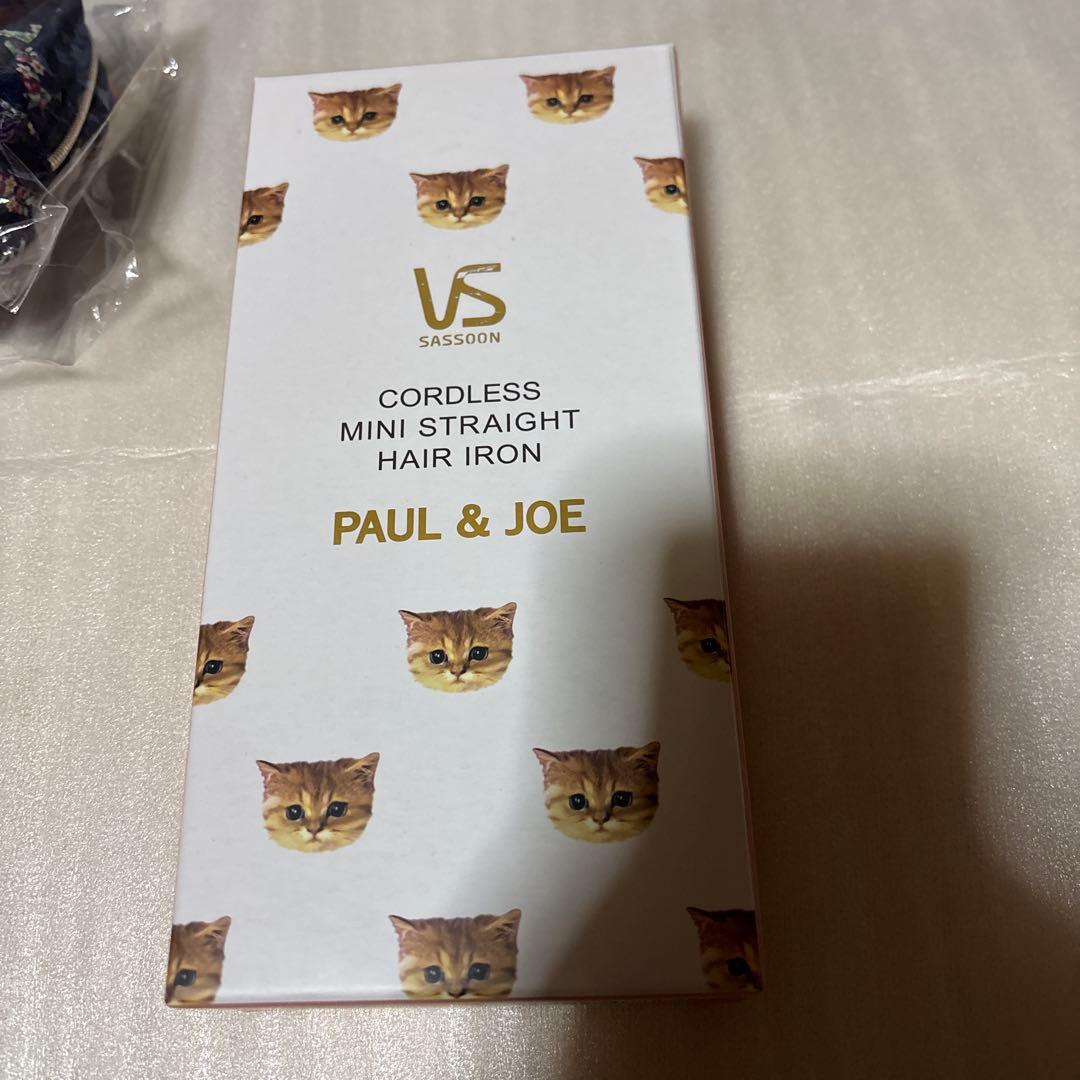 VS
SASSOON
CORDLESS
MINI STRAIGHT
HAIR IRON
PAUL & JOE